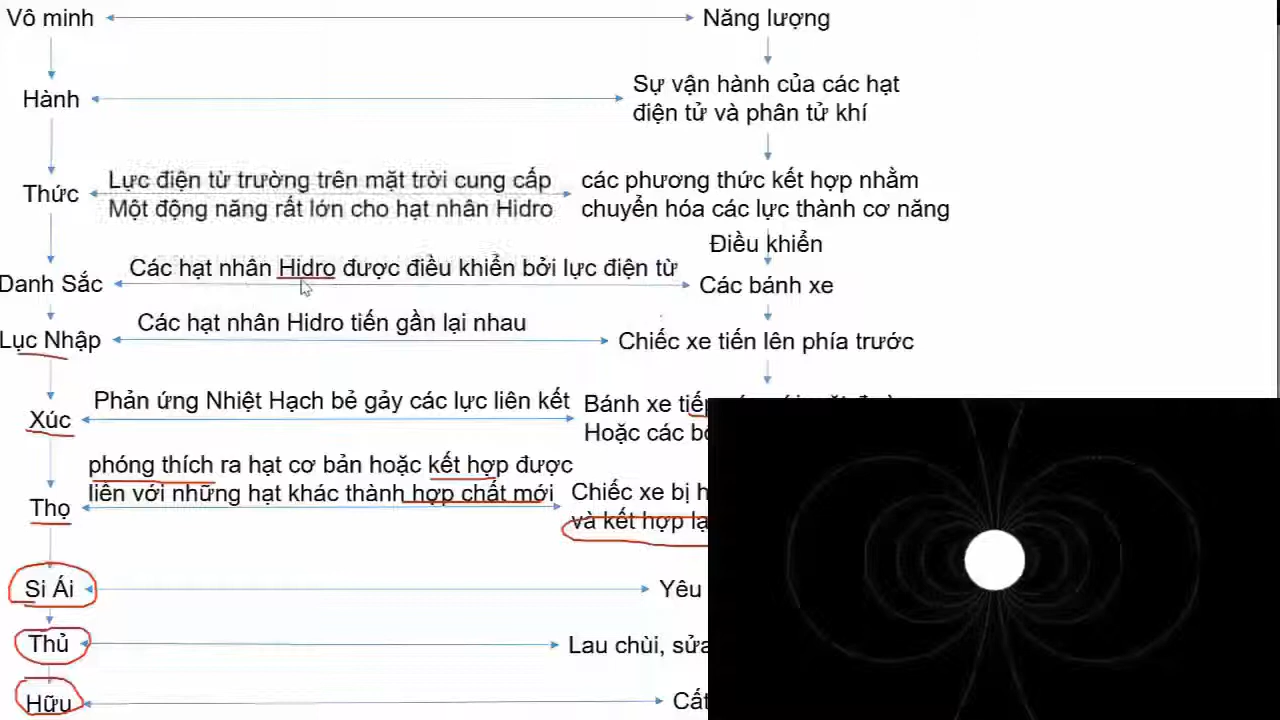 Vô minh
Năng lượng
Hành
Sự vận hành của các hạt
điện tử và phân tử khí
Thức
Lực điện từ trường trên mặt trời cung cấp
Một động năng rất lớn cho hạt nhân Hidro
các phương thức kết hợp nhằm
chuyển hóa các lực thành cơ năng
Điều khiển
Danh Sắc
Các hạt nhân Hidro được điều khiển bởi lực điện từ
Các bánh xe
Lục Nhập
Các hạt nhân Hidro tiến gần lại nhau
Chiếc xe tiến lên phía trước
Xúc
Phản ứng Nhiệt Hạch bẻ gảy các lực liên kết
Bánh xe
Hoặc các
Thọ
phóng thích ra hạt cơ bản hoặc kết hợp được
liên với những hạt khác thành hợp chất mới
Chiếc xe bị
và kết hợp
Si Ái
Yêu
Thủ
Lau chùi, sửa
Hữu
Cất